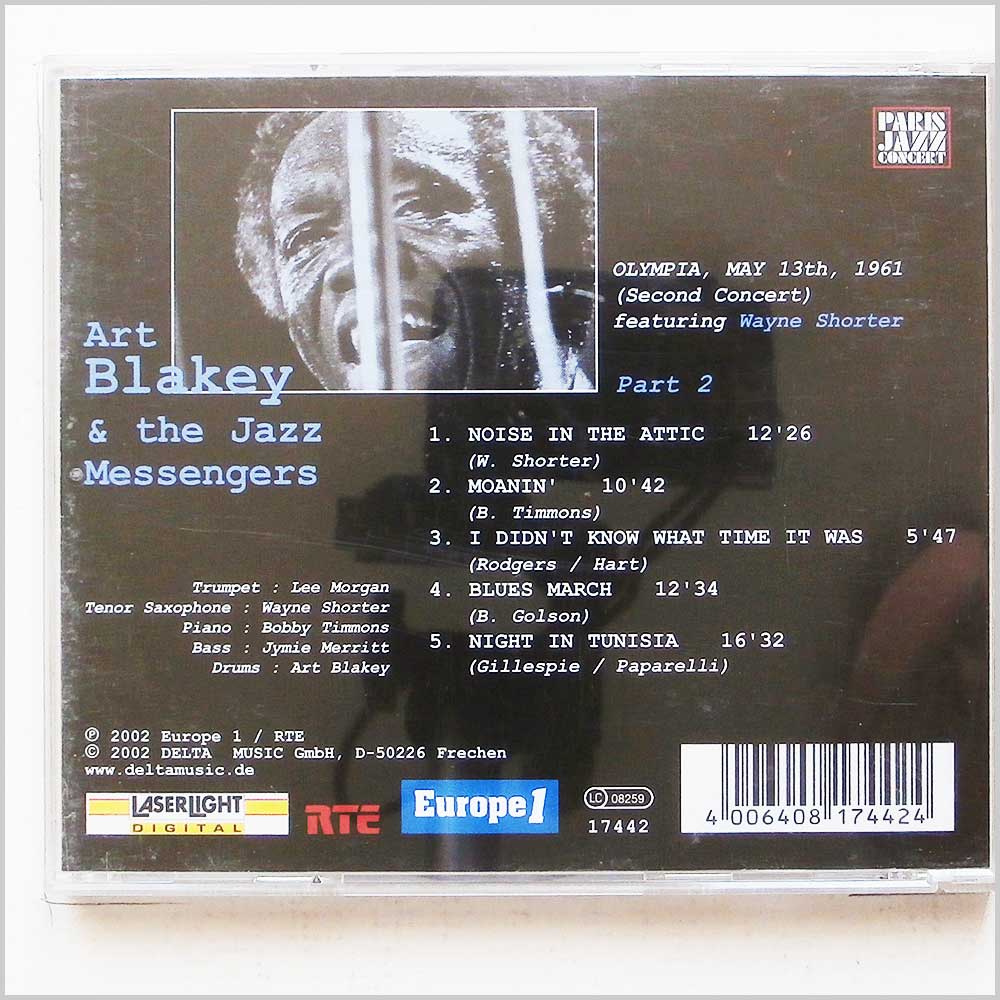 PARIS
JAZZ
CONCERT
OLYMPIA, MAY 13th, 1961
(Second Concert)
featuring Wayne Shorter
Part 2
Art
Blakey
& the Jazz
Messengers
1. NOISE IN THE ATTIC 12'26
(W. Shorter)
2. MOANIN' 10'42
(B. Timmons)
3. I DIDN'T KNOW WHAT TIME IT WAS 5'47
(Rodgers / Hart)
4. BLUES MARCH 12'34
(B. Golson)
5. NIGHT IN TUNISIA 16'32
(Gillespie / Paparelli)
Trumpet : Lee Morgan
Tenor Saxophone : Wayne Shorter
Piano : Bobby Timmons
Bass : Jymie Merritt
Drums : Art Blakey
℗ 2002 Europe 1 / RTE
© 2002 DELTA MUSIC GmbH, D-50226 Frechen
www.deltamusic.de
LASERLIGHT
DIGITAL
RTE
Europe 1
LC 08259
17442
4 006408 174424